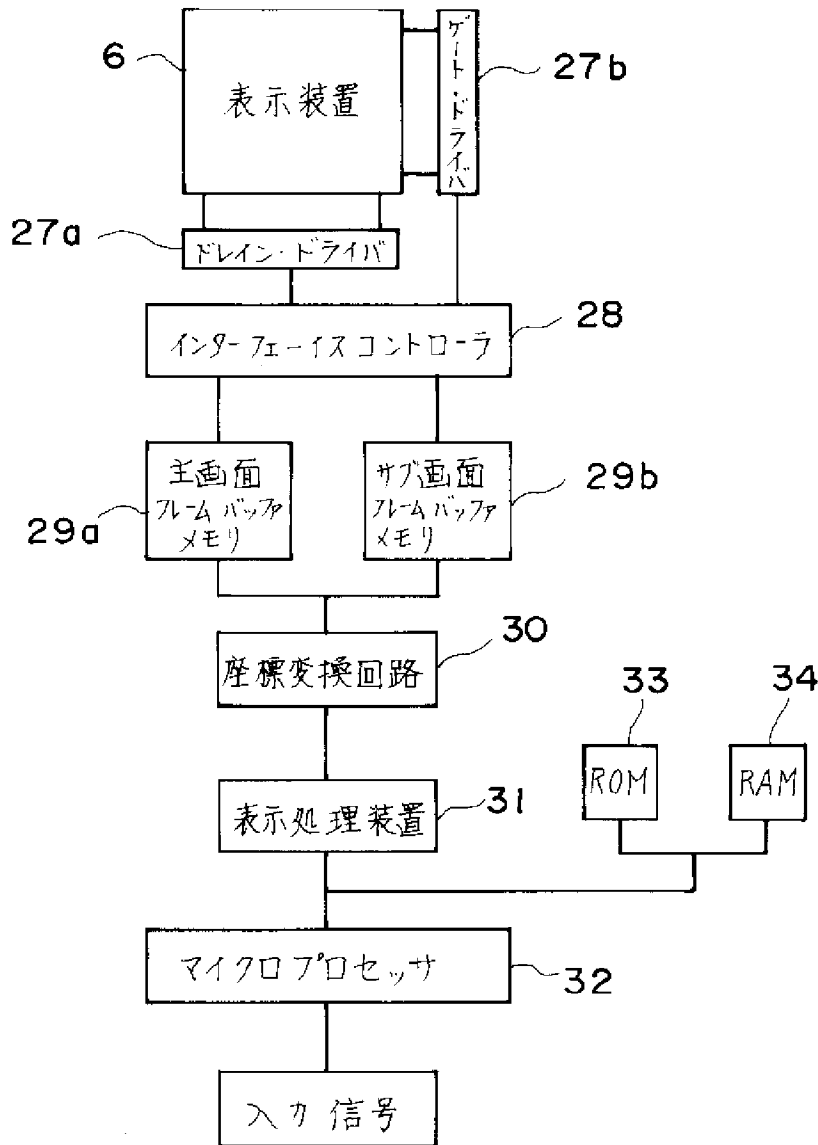 6
表示装置
ゲート・ドライバ
27b
27a
ドレイン・ドライバ
28
インターフェイスコントローラ
主画面
フレームバッファ
メモリ
29a
サブ画面
フレームバッファ
メモリ
29b
座標変換回路
30
33
34
ROM
RAM
表示処理装置
31
マイクロプロセッサ
32
入力信号